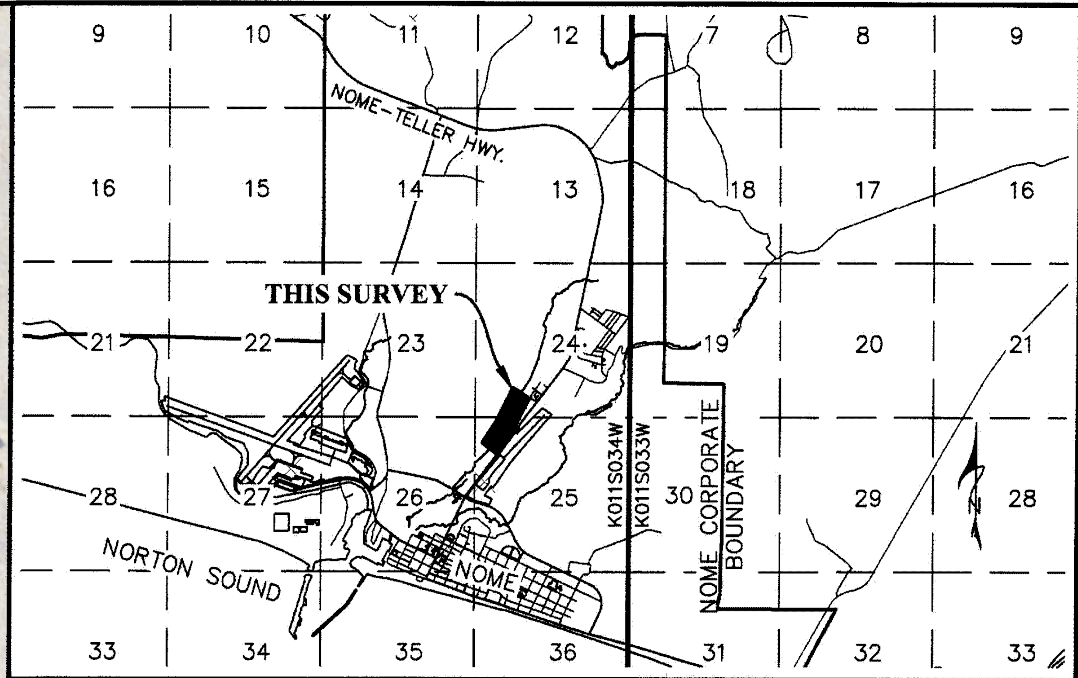 9 10 11 12 7 8 9
NOME-TELLER HWY.
16 15 14 13 18 17 16
THIS SURVEY
21 22 23 24 19 20 21
K011S034W
K011S033W
NOME CORPORATE
BOUNDARY
28 27 26 25 30 29 28
NORTON SOUND
NOME
33 34 35 36 31 32 33